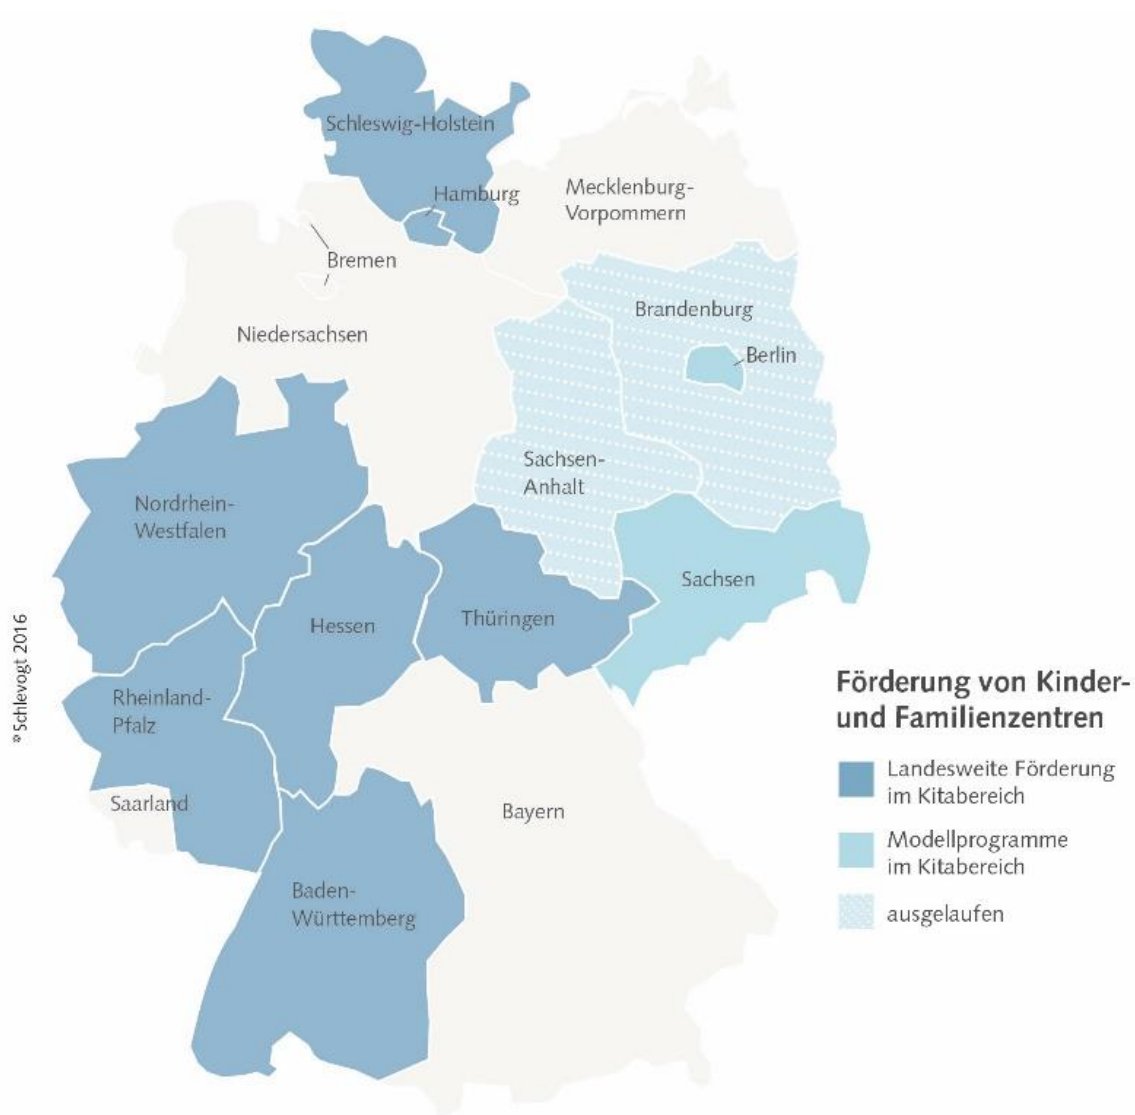 Schleswig-Holstein
Hamburg
Mecklenburg-
Vorpommern
Bremen
Niedersachsen
Brandenburg
Berlin
Sachsen-
Anhalt
Nordrhein-
Westfalen
Sachsen
Thüringen
Hessen
Rheinland-
Pfalz
Saarland
Bayern
Baden-
Württemberg
© Schlevogt 2016
Förderung von Kinder-
und Familienzentren
Landesweite Förderung
im Kitabereich
Modellprogramme
im Kitabereich
ausgelaufen